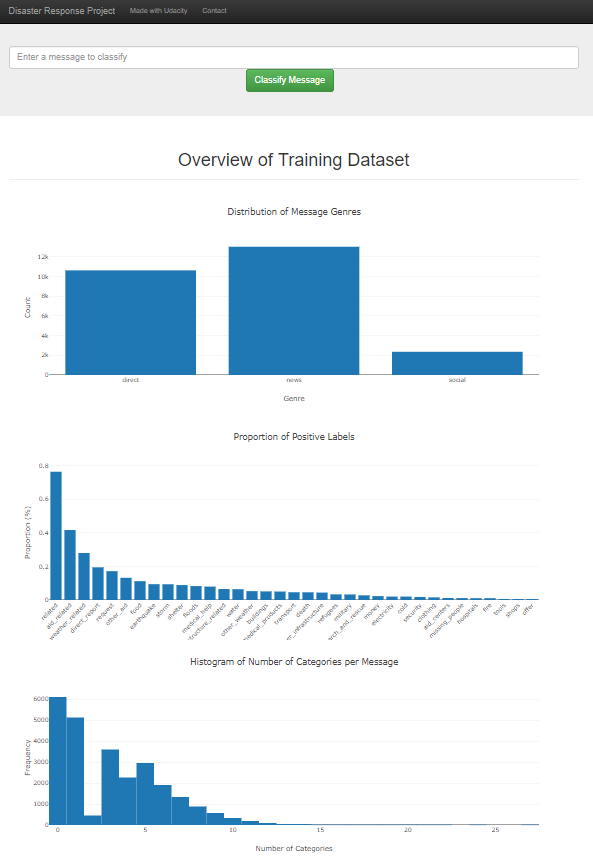 Disaster Response Project Made with Udacity Contact
Enter a message to classify
Classify Message
Overview of Training Dataset
Distribution of Message Genres
12k
10k
8k
6k
4k
2k
0
Count
direct news social
Genre
Proportion of Positive Labels
0.8
0.6
0.4
0.2
0
Proportion (%)
related
aid_related
weather_related
direct_report
request
other_aid
food
earthquake
storm
shelter
floods
medical_help
structure_related
water
other_weather
buildings
medical_products
transport
death
er_infrastructure
refugees
military
arch_and_rescue
money
electricity
cold
security
clothing
aid_centers
missing_people
hospitals
fire
tools
shops
offer
Histogram of Number of Categories per Message
6000
5000
4000
3000
2000
1000
0
Frequency
0 5 10 15 20 25
Number of Categories